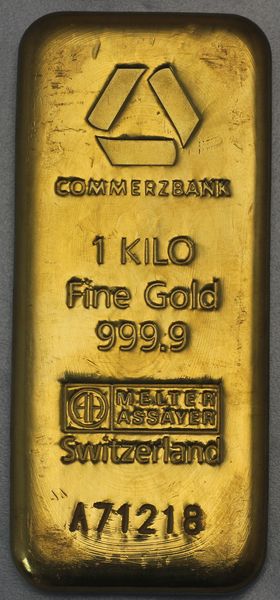 COMMERZBANK
1 KILO
Fine Gold
999.9
MELTER
ASSAYER
Switzerland
A71218